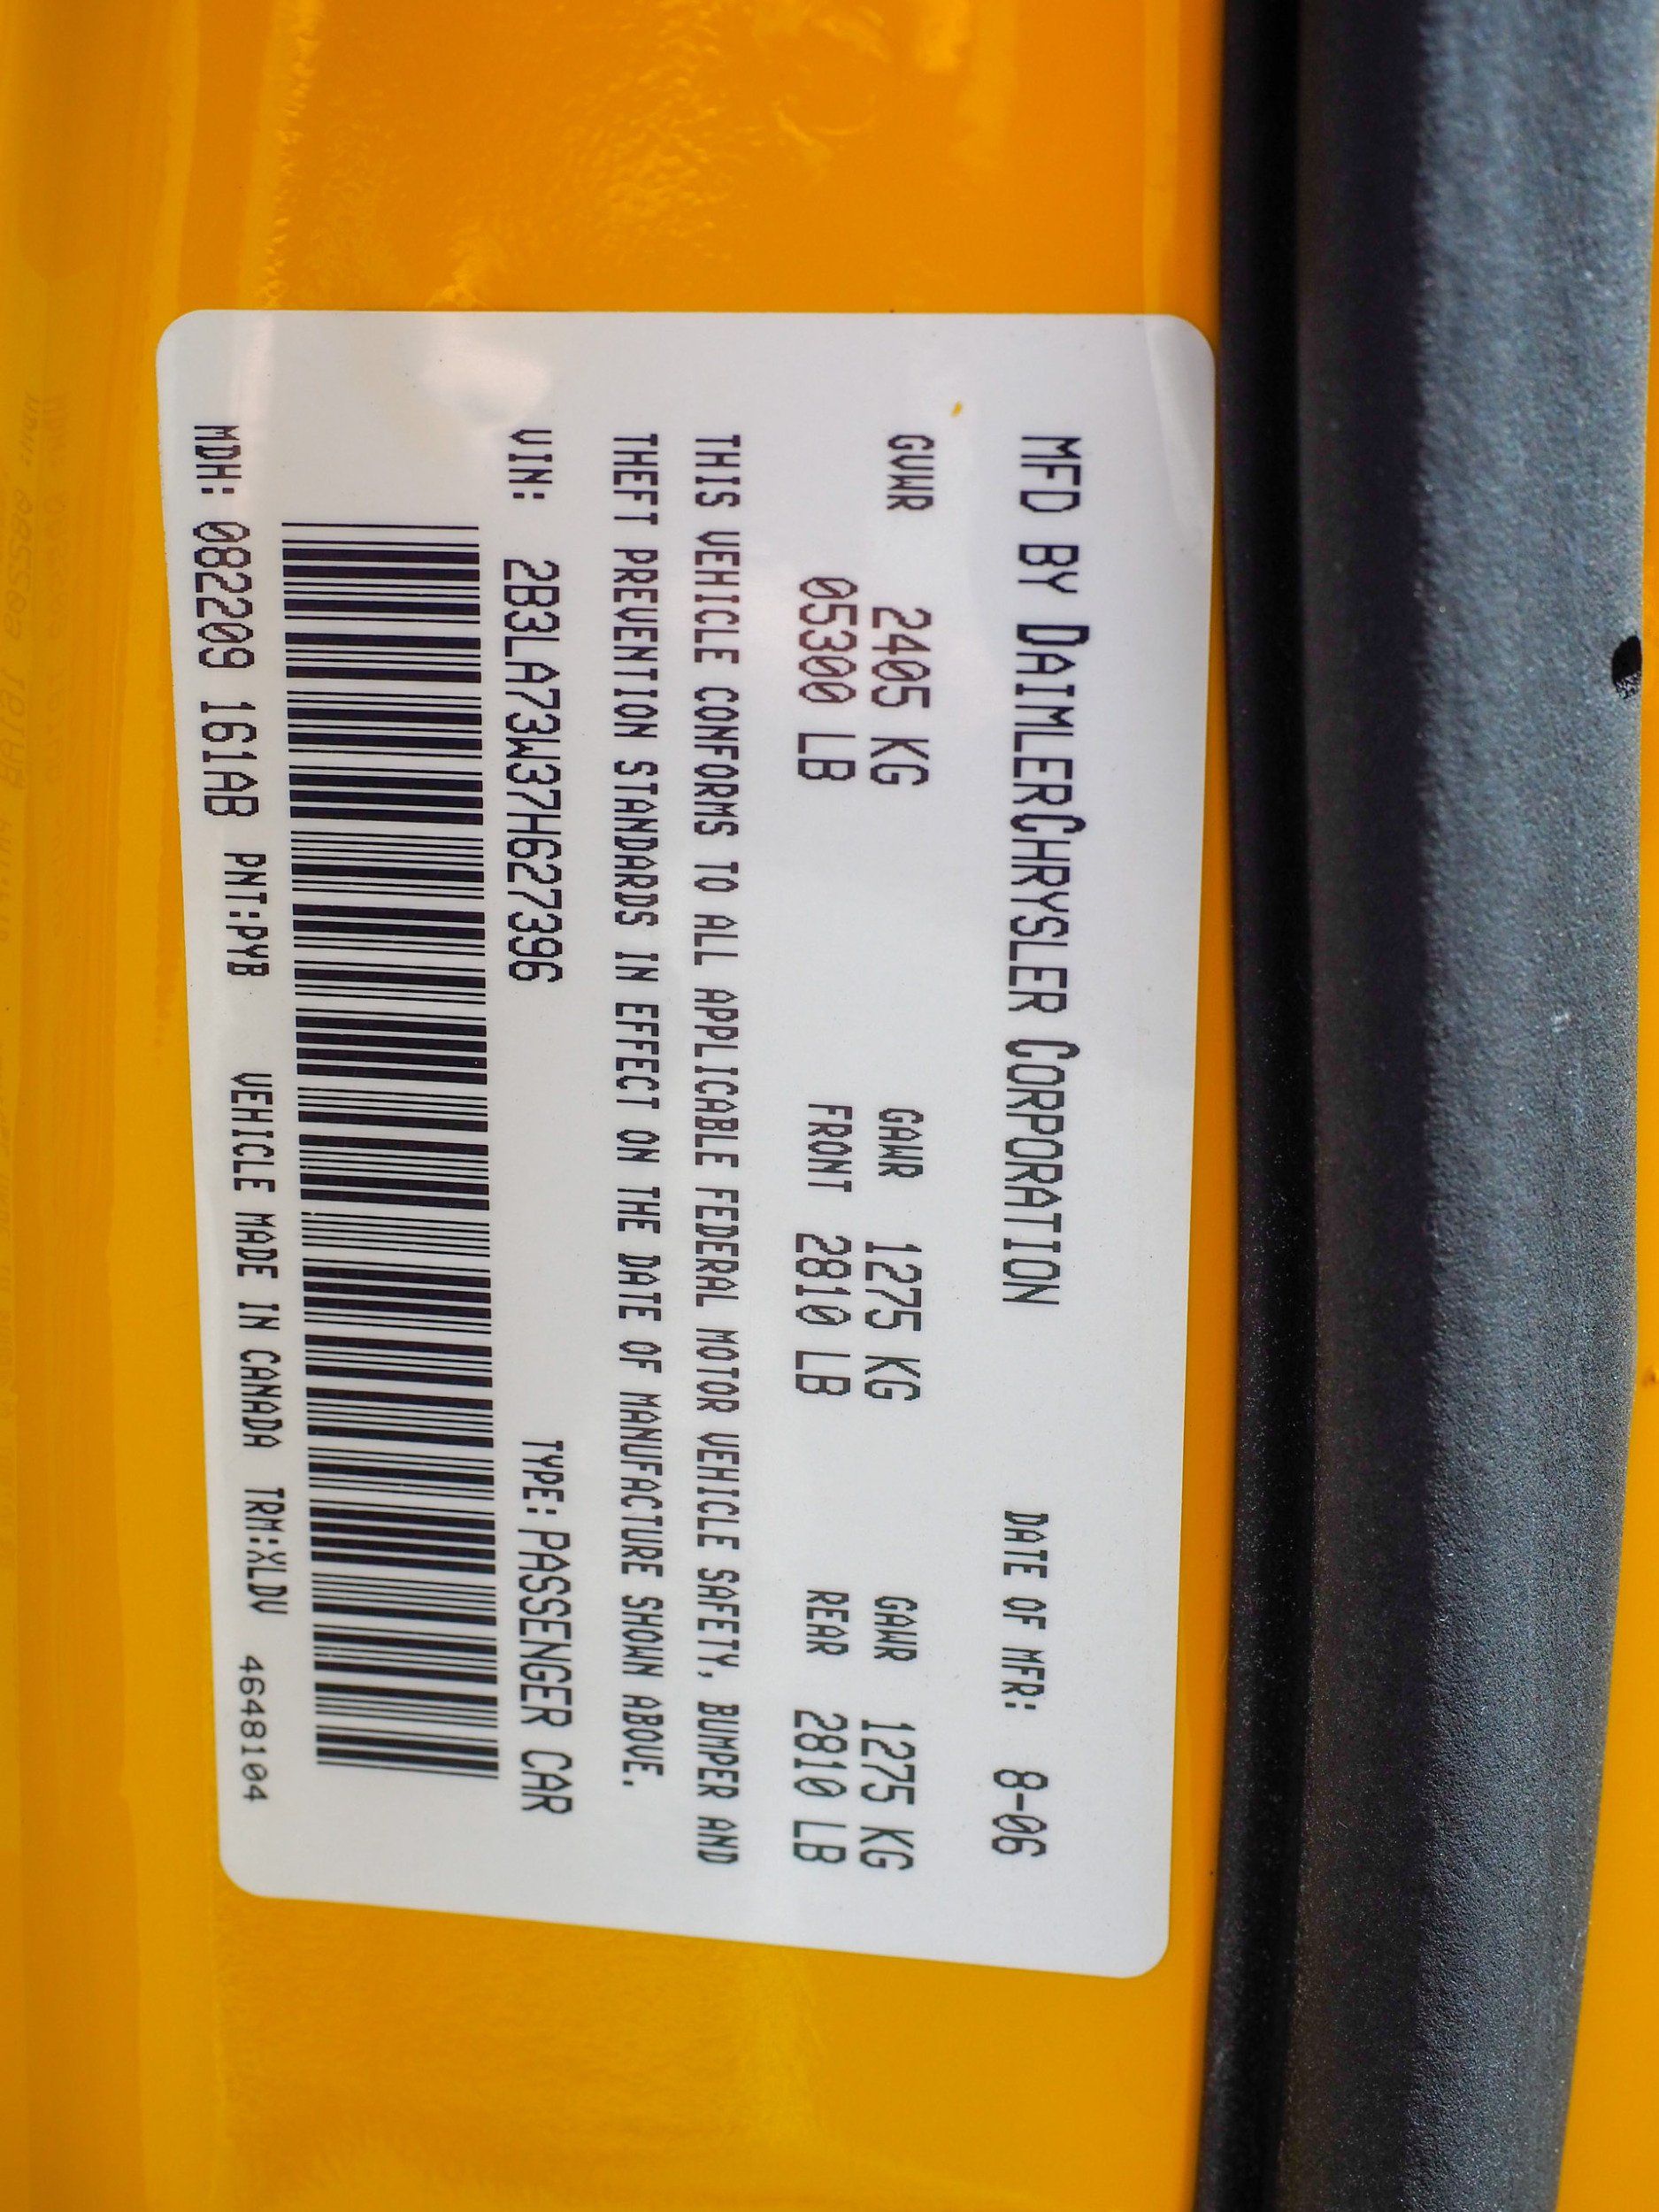 MFD BY DAIMLERCHRYSLER CORPORATION DATE OF MFR: 8-06
GVWR 2405 KG GAWR 1275 KG GAWR 1275 KG
05300 LB FRONT 2810 LB REAR 2810 LB
THIS VEHICLE CONFORMS TO ALL APPLICABLE FEDERAL MOTOR VEHICLE SAFETY, BUMPER AND
THEFT PREVENTION STANDARDS IN EFFECT ON THE DATE OF MANUFACTURE SHOWN ABOVE.
VIN: 2B3LA73W37H627396 TYPE: PASSENGER CAR
MDH: 082209 161AB PNT:PYB VEHICLE MADE IN CANADA TRM:XLDV 4648104